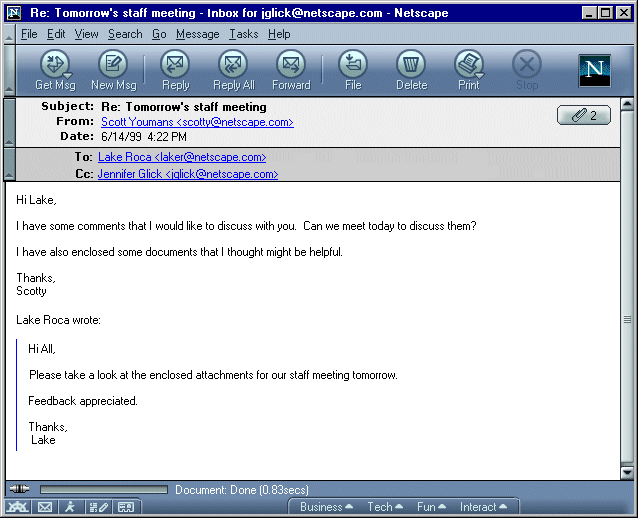 Re: Tomorrow's staff meeting - Inbox for jglick@netscape.com - Netscape
File Edit View Search Go Message Tasks Help
Get Msg New Msg Reply Reply All Forward File Delete Print Stop
N
Subject: Re: Tomorrow's staff meeting
2
From: Scott Youmans <scotty@netscape.com>
Date: 6/14/99 4:22 PM
To: Lake Roca <laker@netscape.com>
Cc: Jennifer Glick <jglick@netscape.com>
Hi Lake,
I have some comments that I would like to discuss with you. Can we meet today to discuss them?
I have also enclosed some documents that I thought might be helpful.
Thanks,
Scotty
Lake Roca wrote:
Hi All,
Please take a look at the enclosed attachments for our staff meeting tomorrow.
Feedback appreciated.
Thanks,
Lake
Document: Done (0.83secs)
Business Tech Fun Interact